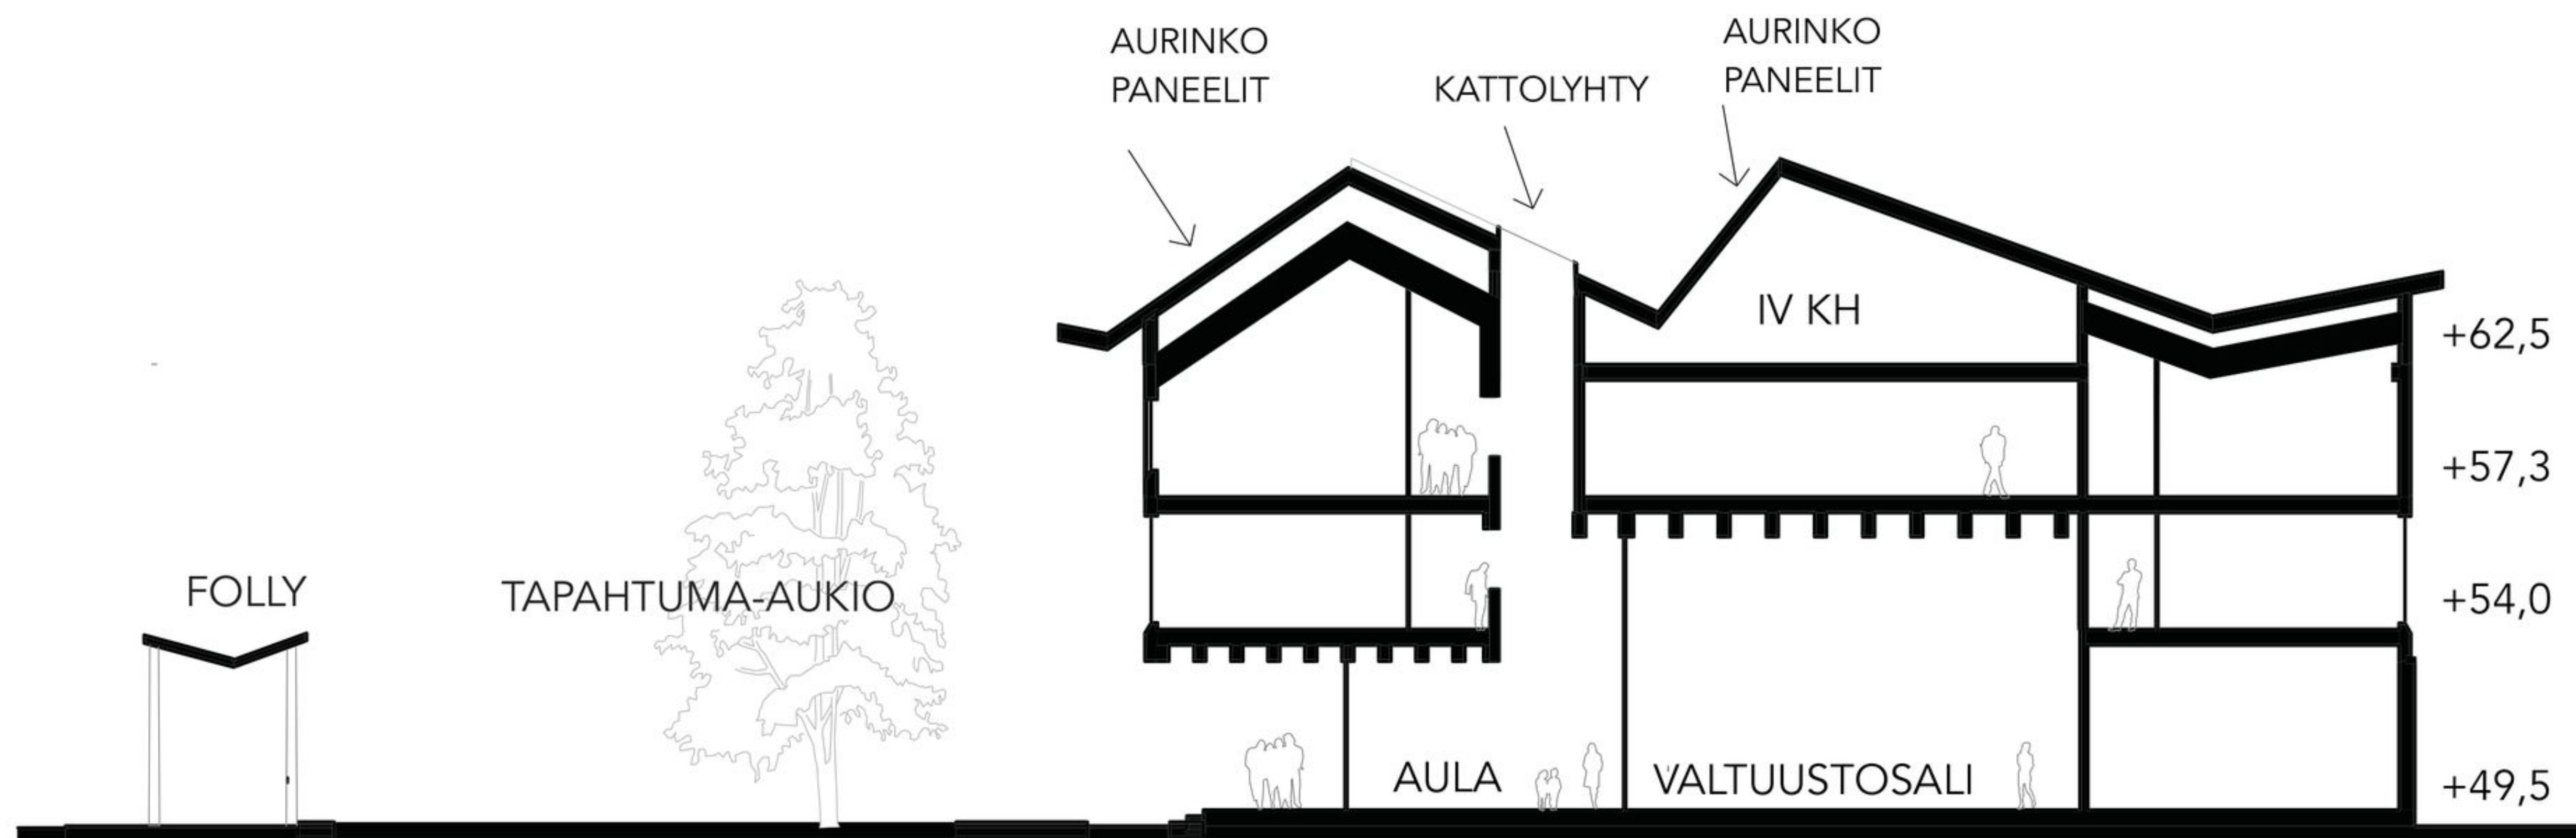 AURINKO
PANEELIT
KATTOLYHTY
AURINKO
PANEELIT
IV KH
+62,5
+57,3
FOLLY
TAPAHTUMA-AUKIO
+54,0
AULA
VALTUUSTOSALI
+49,5